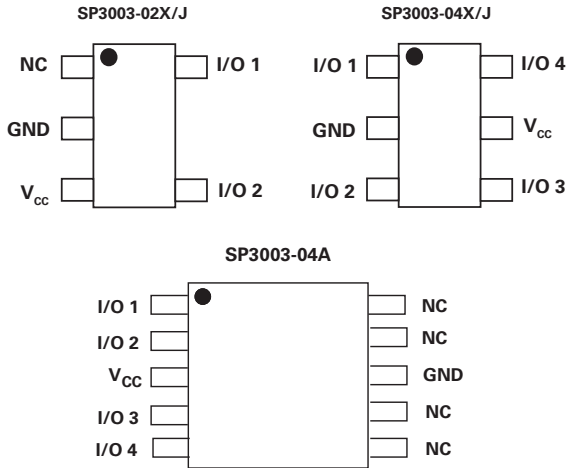 SP3003-02X/J
NC
I/O 1
GND
VCC
I/O 2
SP3003-04X/J
I/O 1
I/O 4
GND
VCC
I/O 2
I/O 3
SP3003-04A
I/O 1
NC
I/O 2
NC
VCC
GND
I/O 3
NC
I/O 4
NC